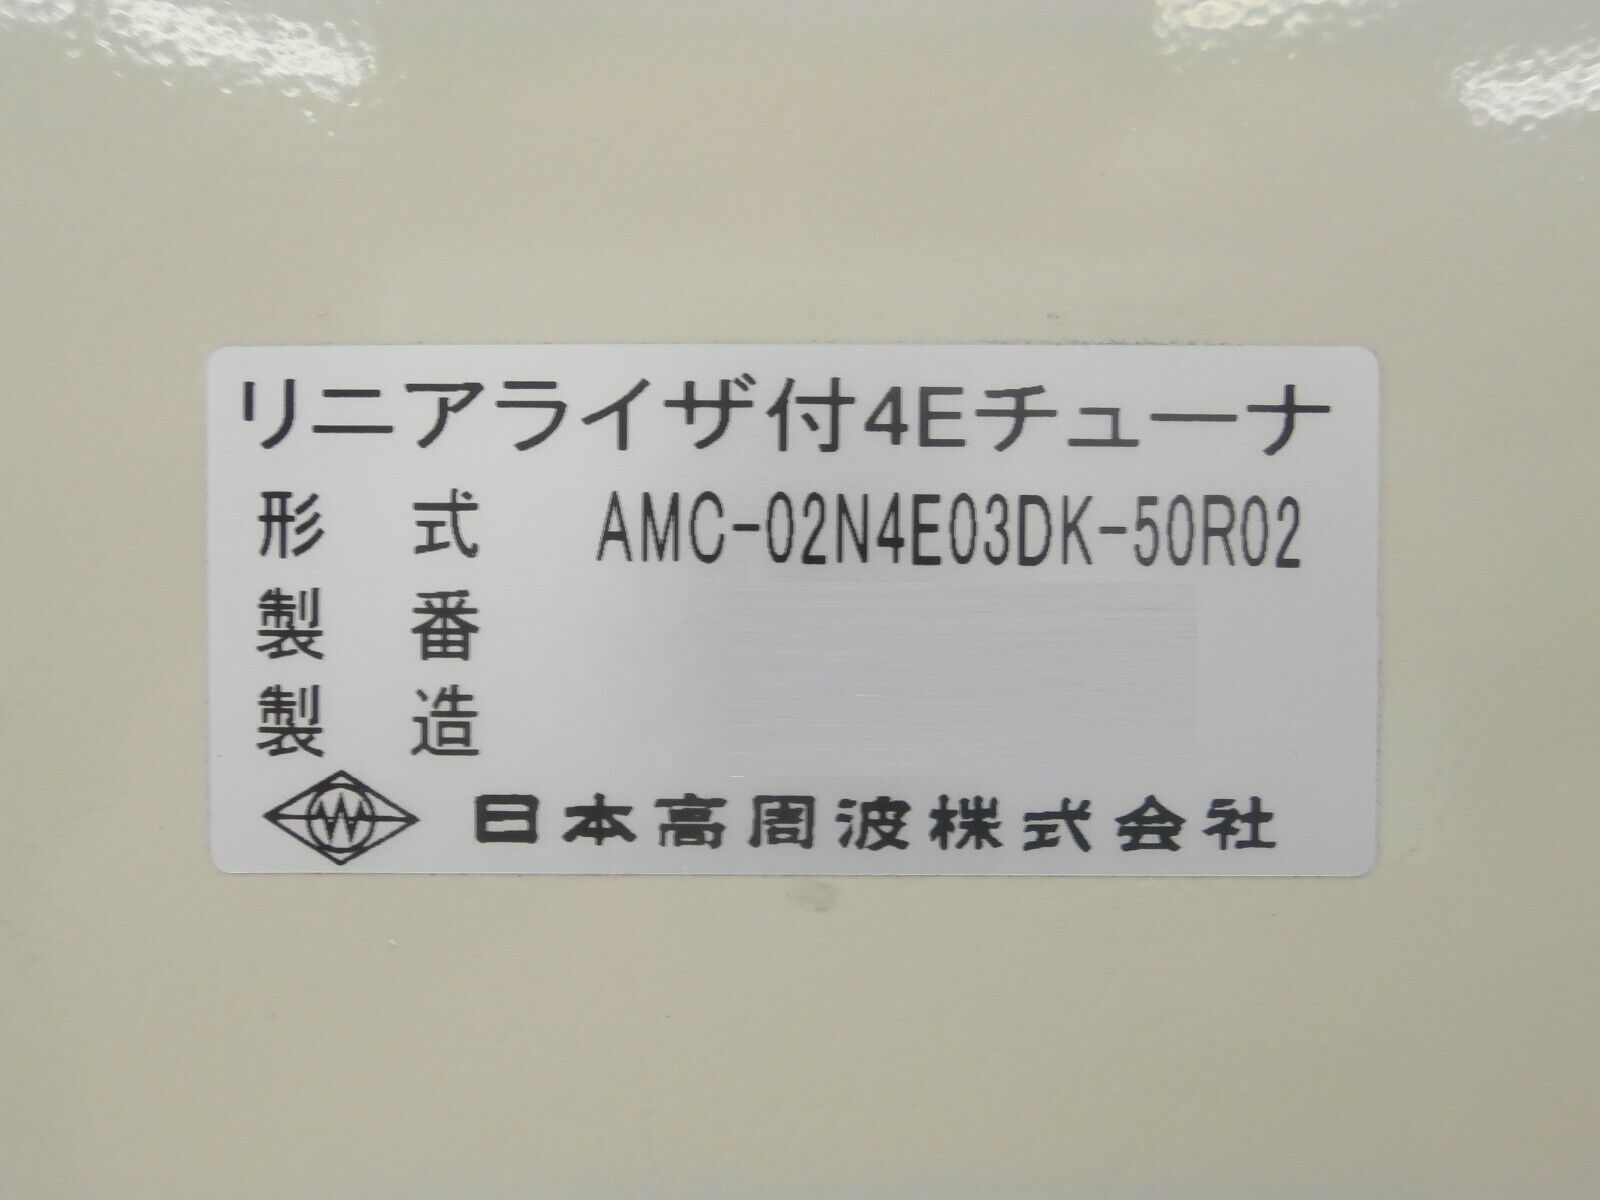 リニアライザ付4Eチューナ
形 式 AMC-02N4E03DK-50R02
製 番
製 造
日本高周波株式会社